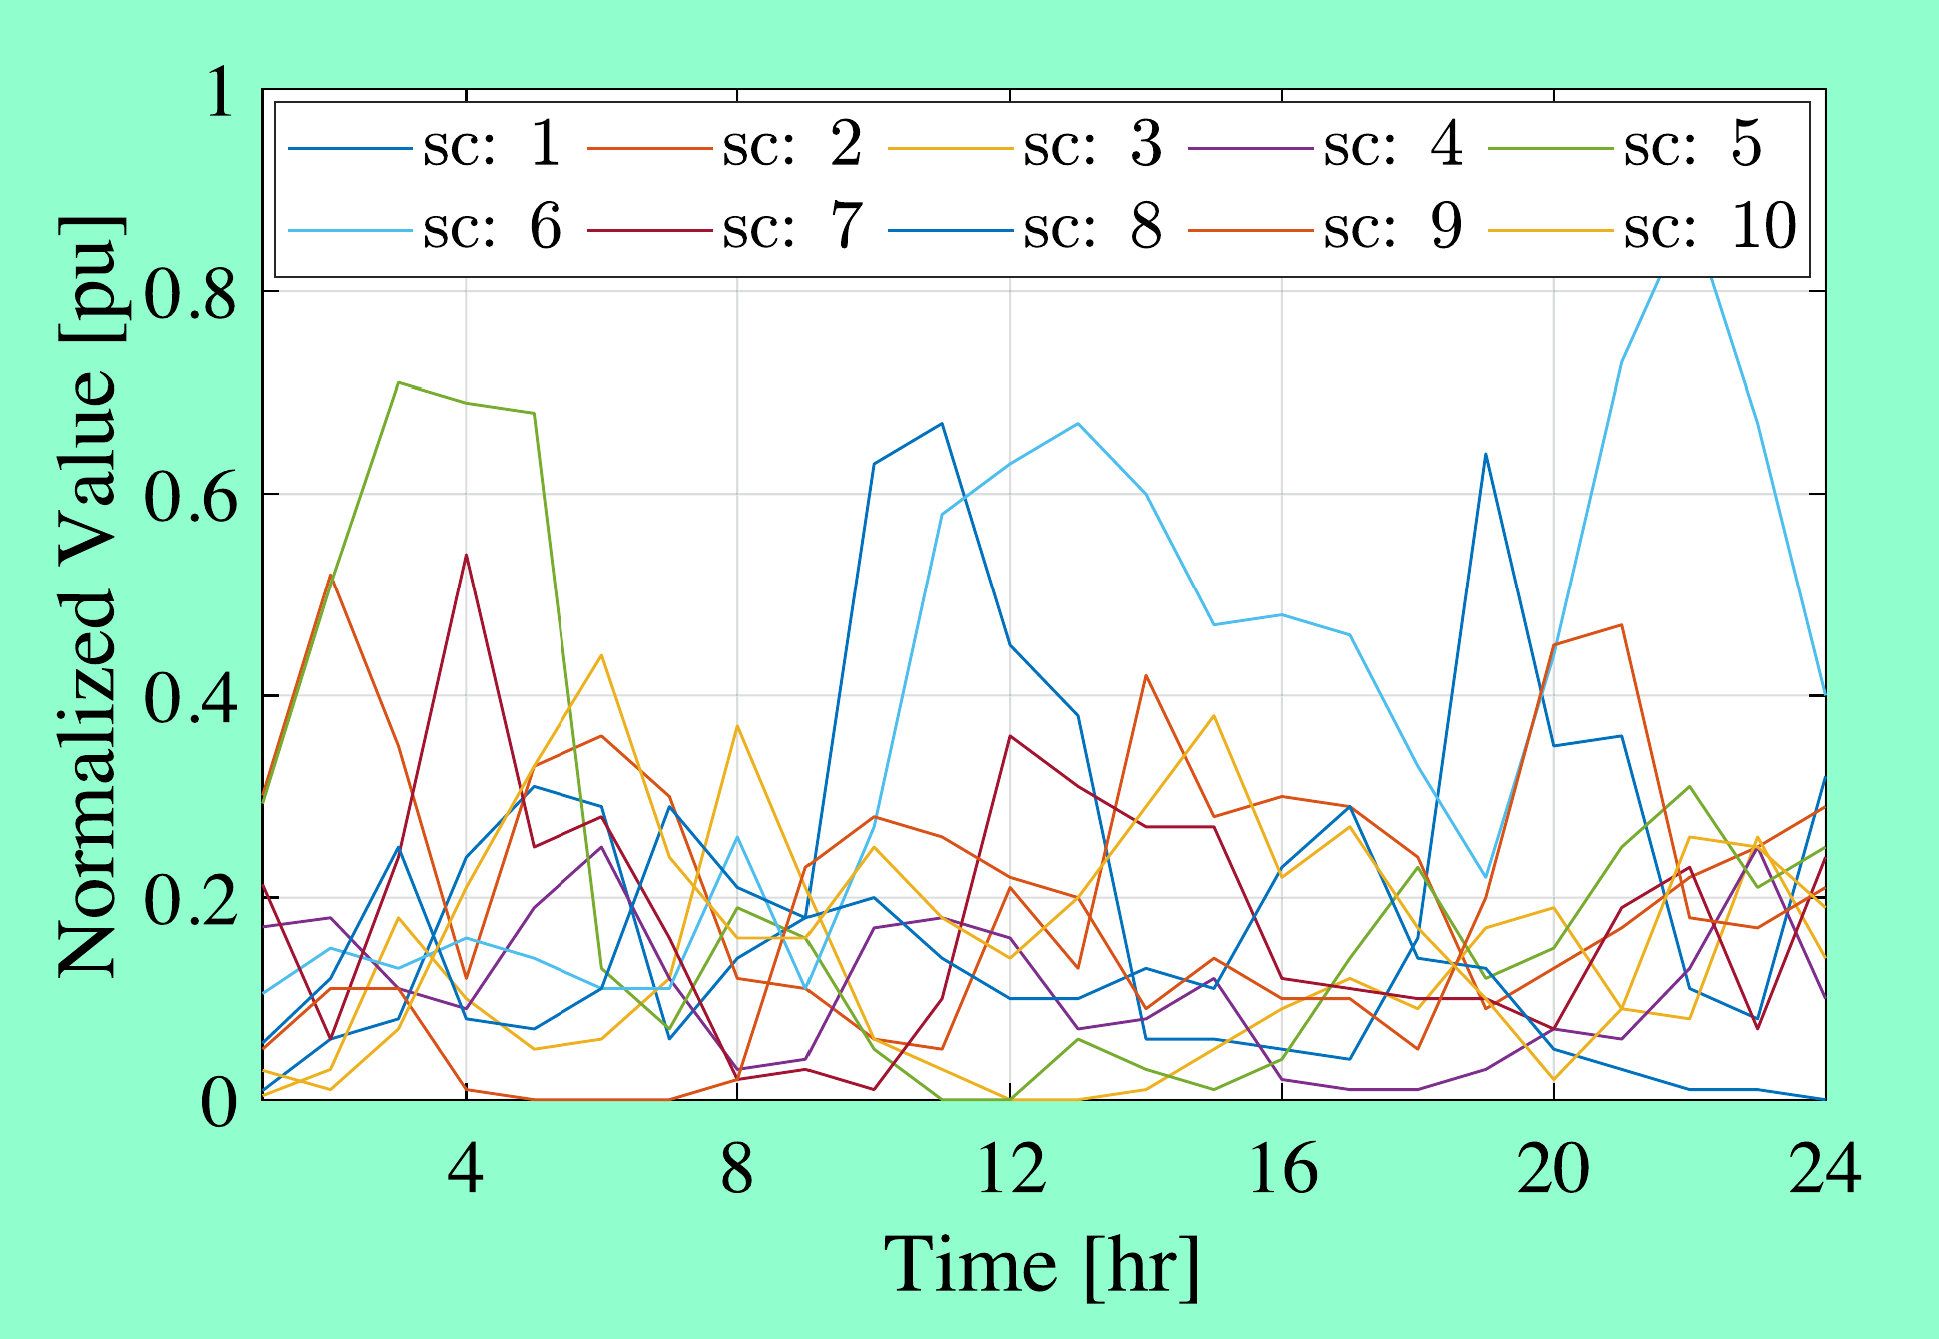 1
sc: 1 sc: 2 sc: 3 sc: 4 sc: 5
sc: 6 sc: 7 sc: 8 sc: 9 sc: 10
0.8
0.6
0.4
0.2
0
Normalized Value [pu]
4 8 12 16 20 24
Time [hr]